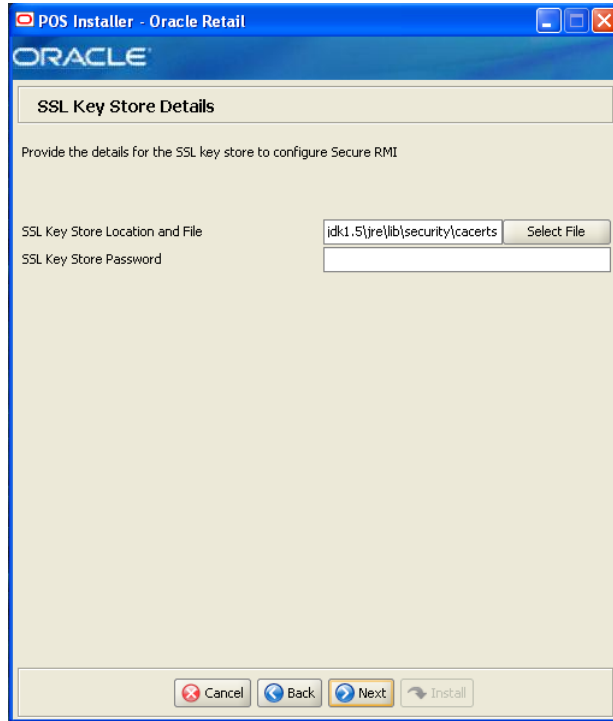 POS Installer - Oracle Retail
ORACLE
SSL Key Store Details
Provide the details for the SSL key store to configure Secure RMI
SSL Key Store Location and File
jdk1.5\jre\lib\security\cacerts
Select File
SSL Key Store Password
Cancel
Back
Next
Install